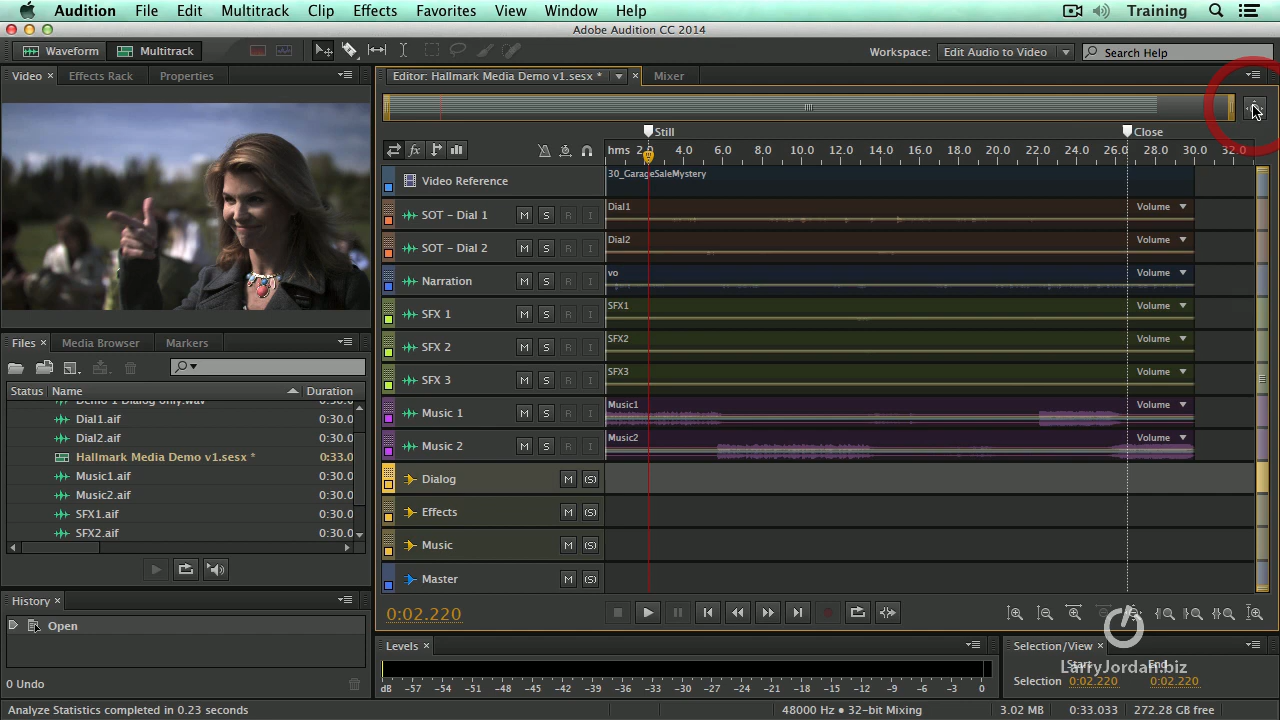 Audition File Edit Multitrack Clip Effects Favorites View Window Help Training
Adobe Audition CC 2014
Waveform Multitrack Workspace: Edit Audio to Video Search Help
Video × Effects Rack Properties
Editor: Hallmark Media Demo v1.sesx * × Mixer
Still Close
fx hms 2.0 4.0 6.0 8.0 10.0 12.0 14.0 16.0 18.0 20.0 22.0 24.0 26.0 28.0 30.0 32.0
Video Reference 30_GarageSaleMystery
SOT - Dial 1 M S R I Dial1 Volume
SOT - Dial 2 M S R I Dial2 Volume
Narration M S R I vo Volume
SFX 1 M S R I SFX1 Volume
SFX 2 M S R I SFX2 Volume
SFX 3 M S R I SFX3 Volume
Music 1 M S R I Music1 Volume
Music 2 M S R I Music2 Volume
Dialog M (S)
Effects M (S)
Music M (S)
Master M (S)
0:02.220
Files × Media Browser Markers
Status Name Duration
Demo 1 Dialog only.wav 0:30.0
Dial1.aif 0:30.0
Dial2.aif 0:30.0
Hallmark Media Demo v1.sesx * 0:33.0
Music1.aif 0:30.0
Music2.aif 0:30.0
SFX1.aif 0:30.0
SFX2.aif 0:30.0
History ×
Open
0 Undo
Levels ×
dB -57 -54 -51 -48 -45 -42 -39 -36 -33 -30 -27 -24 -21 -18 -15 -12 -9 -6 -3 0
Selection/View ×
Start End
LarryJordan.biz
Selection 0:02.220 0:02.220
Analyze Statistics completed in 0.23 seconds 48000 Hz • 32-bit Mixing 3.02 MB 0:33.033 272.28 GB free